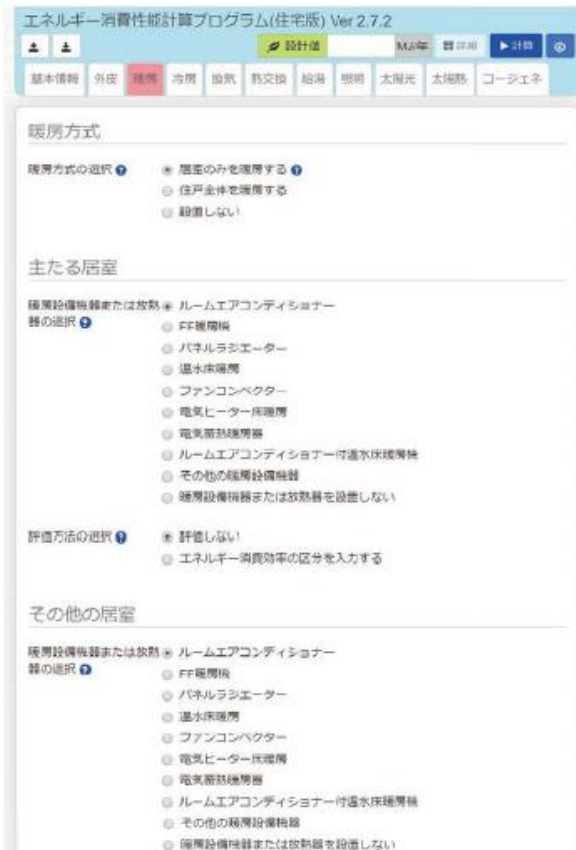 エネルギー消費性能計算プログラム(住宅版) Ver 2.7.2
設計値 MJ/年 詳細 計算
基本情報 外皮 暖房 冷房 換気 熱交換 給湯 照明 太陽光 太陽熱 コージェネ
暖房方式
暖房方式の選択 居室のみを暖房する
住戸全体を暖房する
設置しない
主たる居室
暖房設備機器または放熱器の選択 ルームエアコンディショナー
FF暖房機
パネルラジエーター
温水床暖房
ファンコンベクター
電気ヒーター床暖房
電気蓄熱暖房器
ルームエアコンディショナー付温水床暖房機
その他の暖房設備機器
暖房設備機器または放熱器を設置しない
評価方法の選択 評価しない
エネルギー消費効率の区分を入力する
その他の居室
暖房設備機器または放熱器の選択 ルームエアコンディショナー
FF暖房機
パネルラジエーター
温水床暖房
ファンコンベクター
電気ヒーター床暖房
電気蓄熱暖房器
ルームエアコンディショナー付温水床暖房機
その他の暖房設備機器
暖房設備機器または放熱器を設置しない